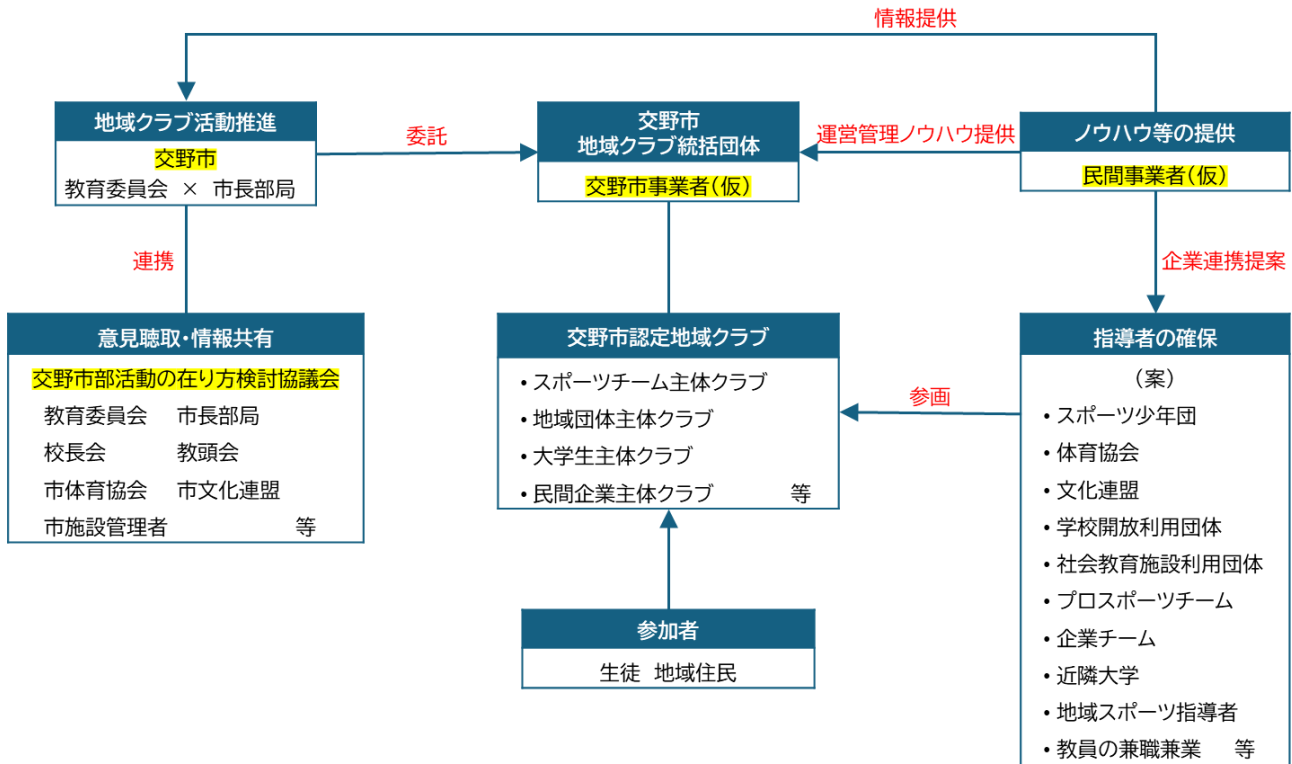 情報提供
地域クラブ活動推進
交野市
教育委員会 × 市長部局
委託
交野市
地域クラブ統括団体
交野市事業者(仮)
運営管理ノウハウ提供
ノウハウ等の提供
民間事業者(仮)
連携
企業連携提案
意見聴取・情報共有
交野市部活動の在り方検討協議会
教育委員会 市長部局
校長会 教頭会
市体育協会 市文化連盟
市施設管理者 等
交野市認定地域クラブ
・スポーツチーム主体クラブ
・地域団体主体クラブ
・大学生主体クラブ
・民間企業主体クラブ 等
参画
指導者の確保
(案)
・スポーツ少年団
・体育協会
・文化連盟
・学校開放利用団体
・社会教育施設利用団体
・プロスポーツチーム
・企業チーム
・近隣大学
・地域スポーツ指導者
・教員の兼職兼業 等
参加者
生徒 地域住民